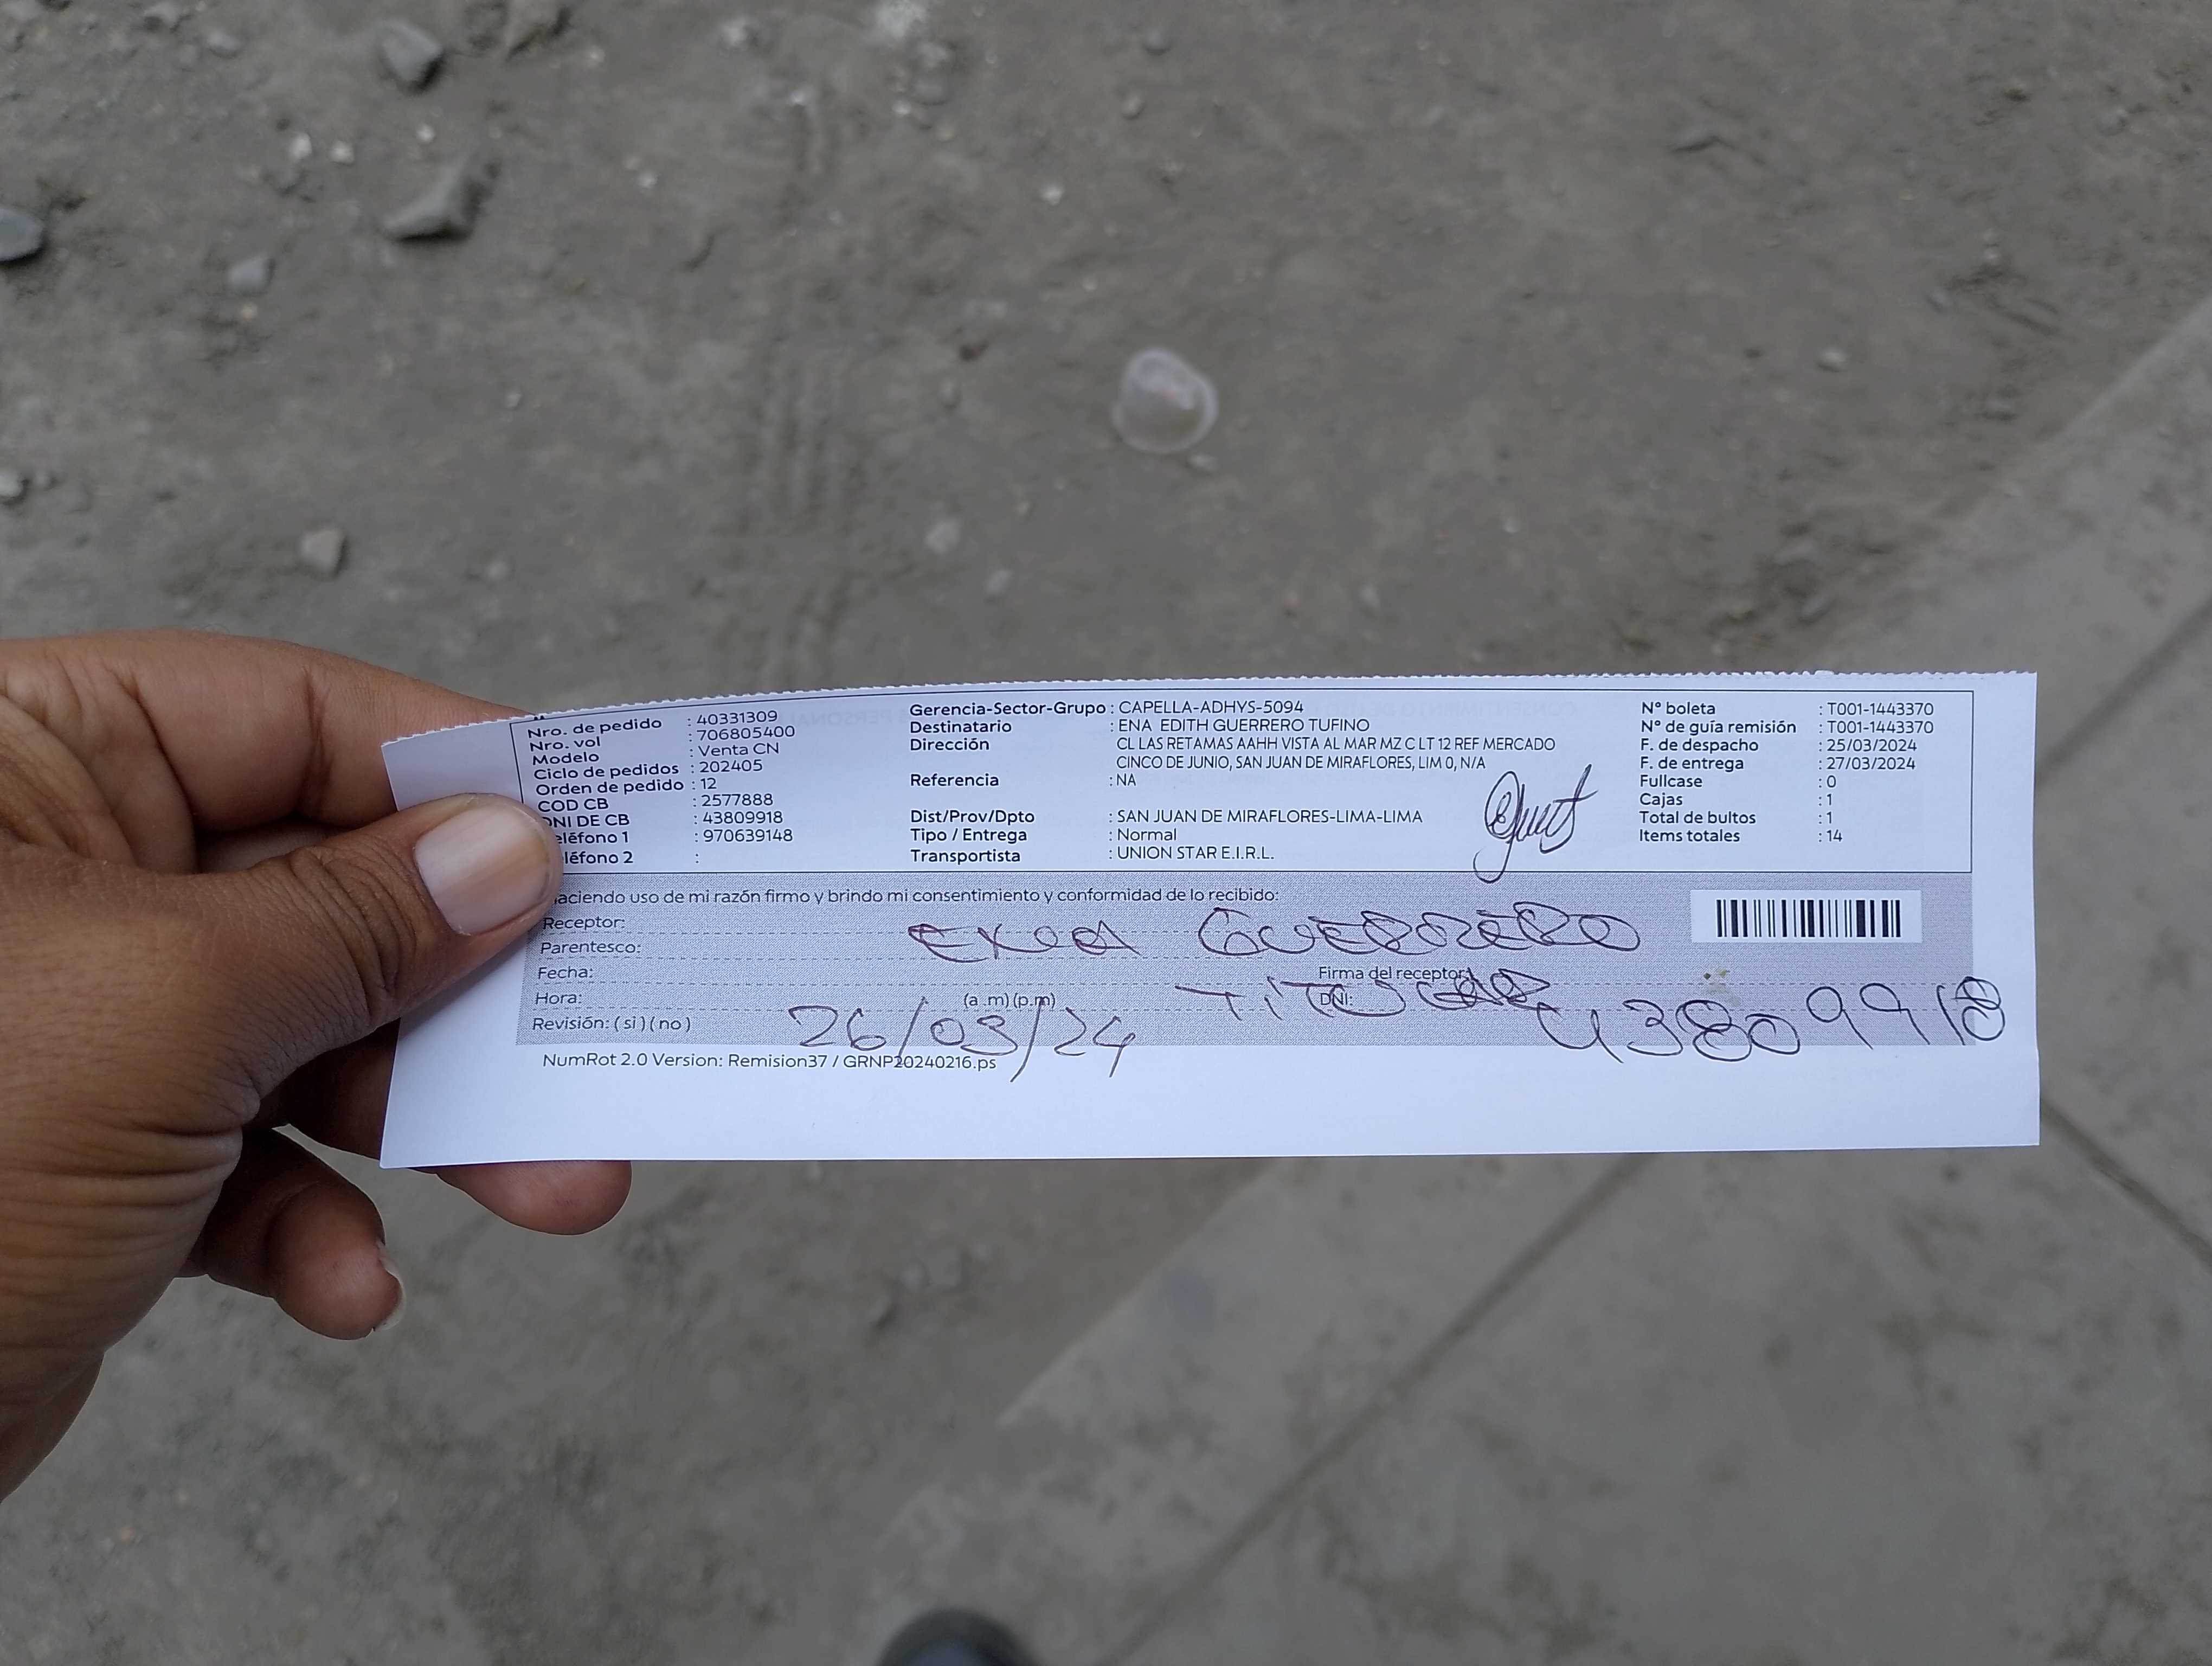 Nro. de pedido : 40331309
Nro. vol : 706805400
Modelo : Venta CN
Ciclo de pedidos : 202405
Orden de pedido : 12
COD CB : 2577888
DNI DE CB : 43809918
eléfono 1 : 970639148
léfono 2 :
Gerencia-Sector-Grupo : CAPELLA-ADHYS-5094
Destinatario : ENA EDITH GUERRERO TUFINO
Dirección CL LAS RETAMAS AAHH VISTA AL MAR MZ C LT 12 REF MERCADO
CINCO DE JUNIO, SAN JUAN DE MIRAFLORES, LIM 0, N/A
Referencia : NA
Dist/Prov/Dpto : SAN JUAN DE MIRAFLORES-LIMA-LIMA
Tipo / Entrega : Normal
Transportista : UNION STAR E.I.R.L.
N° boleta : T001-1443370
N° de guía remisión : T001-1443370
F. de despacho : 25/03/2024
F. de entrega : 27/03/2024
Fullcase : 0
Cajas : 1
Total de bultos : 1
Items totales : 14
aciendo uso de mi razón firmo y brindo mi consentimiento y conformidad de lo recibido:
Receptor: GUERRERO
Parentesco:
Fecha: Firma del receptor: TITULAR
Hora: (a .m) (p.m) DNI: 43809918
Revisión: ( si ) ( no ) 26/03/24
NumRot 2.0 Version: Remision37 / GRNP20240216.ps